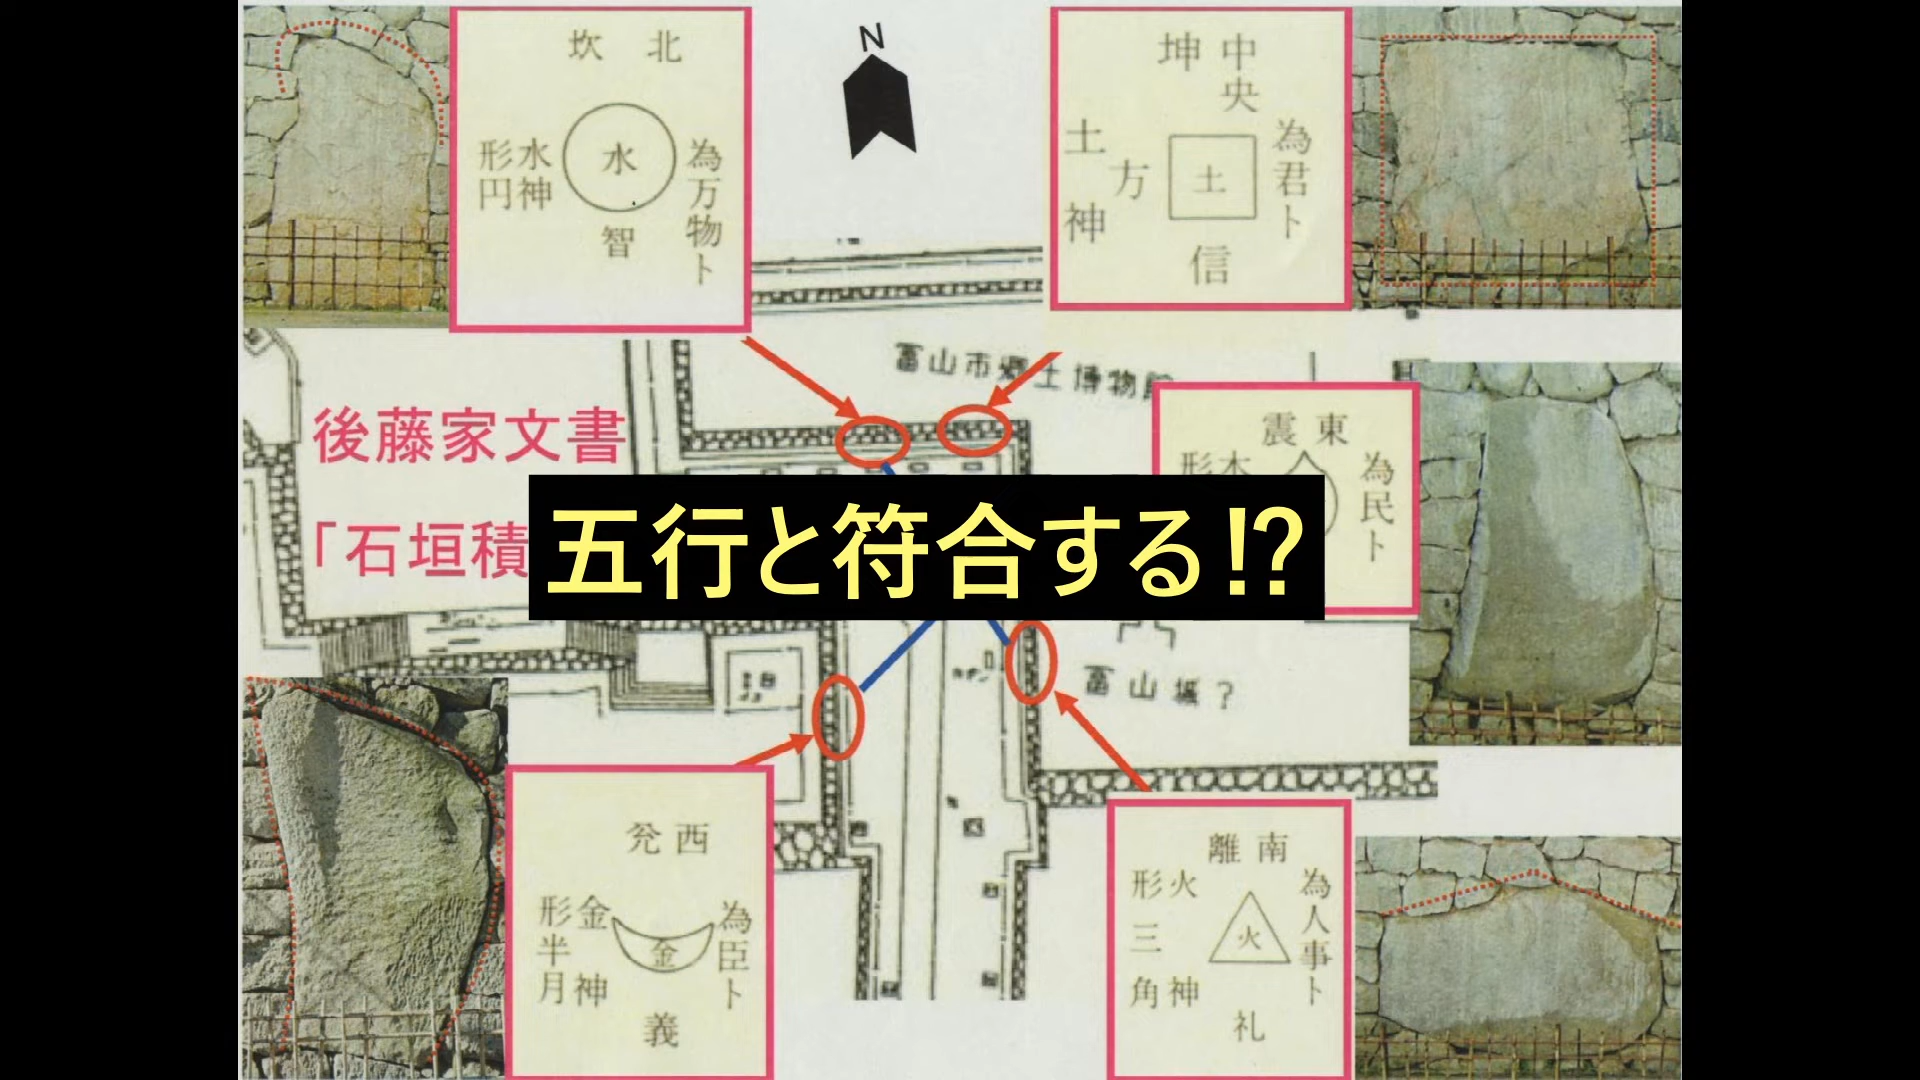 坎 北
水神
形円
水
為万物ト
智
N
坤 中央
土神
方
土
為君ト
信
富山市郷土博物館
後藤家文書
「石垣積
震 東
形木
為民ト
五行と符合する⁉
富山城?
兊 西
金神
形半月
金
為臣ト
義
離 南
火神
形三角
火
為人事ト
礼